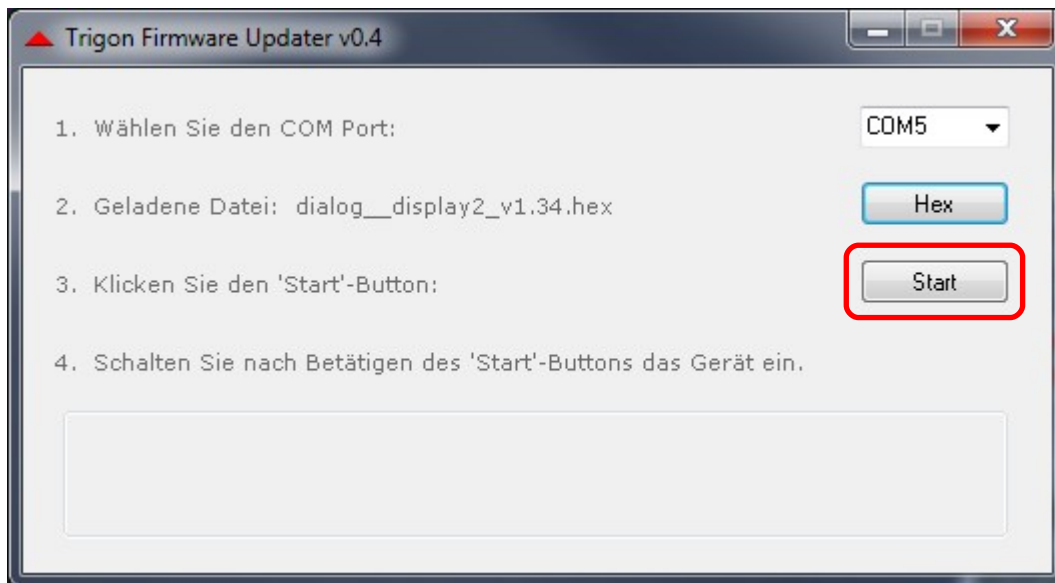 Trigon Firmware Updater v0.4
1. Wählen Sie den COM Port:
COM5
2. Geladene Datei: dialog__display2_v1.34.hex
Hex
3. Klicken Sie den 'Start'-Button:
Start
4. Schalten Sie nach Betätigen des 'Start'-Buttons das Gerät ein.